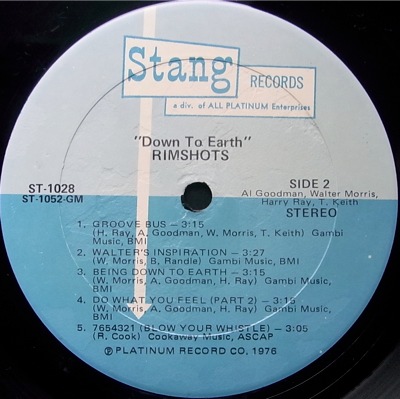 Stang
RECORDS
a div. of ALL PLATINUM Enterprises
"Down To Earth"
RIMSHOTS
ST-1028
ST-1052-GM
SIDE 2
Al Goodman, Walter Morris,
Harry Ray, T. Keith
STEREO
1. GROOVE BUS – 3:15
(H. Ray, A. Goodman, W. Morris, T. Keith) Gambi
Music, BMI
2. WALTER'S INSPIRATION – 3:27
(W. Morris, B. Randle) Gambi Music, BMI
3. BEING DOWN TO EARTH – 3:15
(W. Morris, A. Goodman, H. Ray) Gambi Music,
BMI
4. DO WHAT YOU FEEL (PART 2) – 3:15
(W. Morris, A. Goodman, H. Ray) Gambi Music,
BMI
5. 7654321 (BLOW YOUR WHISTLE) – 3:05
(R. Cook) Cookaway Music, ASCAP
Ⓟ PLATINUM RECORD CO, 1976